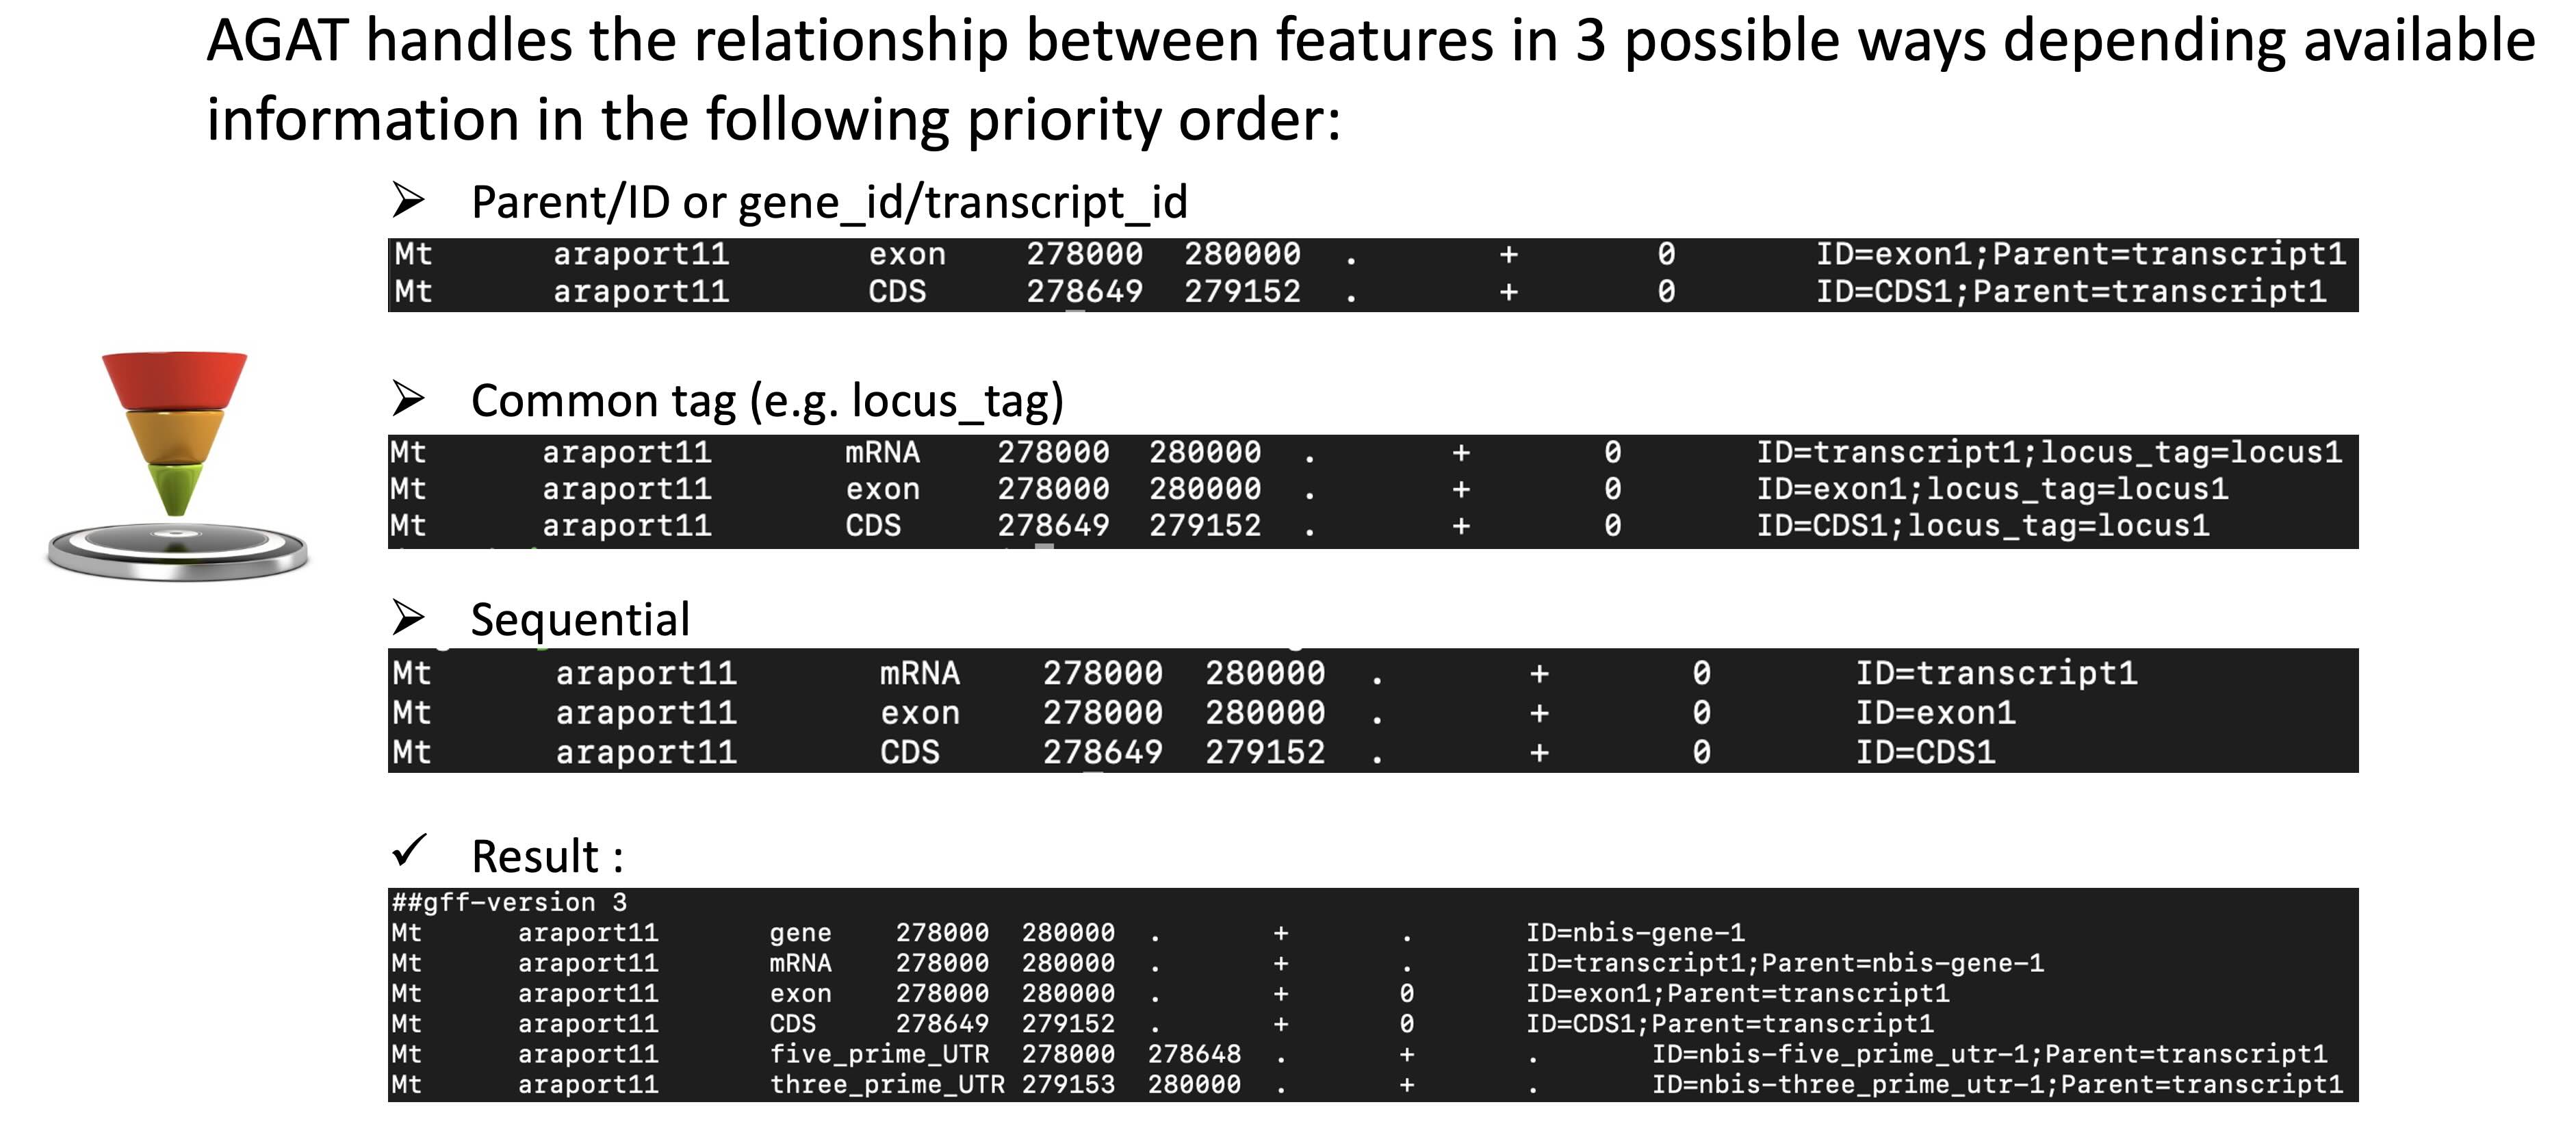 AGAT handles the relationship between features in 3 possible ways depending available
information in the following priority order:
➢ Parent/ID or gene_id/transcript_id
Mt araport11 exon 278000 280000 . + 0 ID=exon1;Parent=transcript1
Mt araport11 CDS 278649 279152 . + 0 ID=CDS1;Parent=transcript1
➢ Common tag (e.g. locus_tag)
Mt araport11 mRNA 278000 280000 . + 0 ID=transcript1;locus_tag=locus1
Mt araport11 exon 278000 280000 . + 0 ID=exon1;locus_tag=locus1
Mt araport11 CDS 278649 279152 . + 0 ID=CDS1;locus_tag=locus1
➢ Sequential
Mt araport11 mRNA 278000 280000 . + 0 ID=transcript1
Mt araport11 exon 278000 280000 . + 0 ID=exon1
Mt araport11 CDS 278649 279152 . + 0 ID=CDS1
✓ Result :
##gff-version 3
Mt araport11 gene 278000 280000 . + . ID=nbis-gene-1
Mt araport11 mRNA 278000 280000 . + . ID=transcript1;Parent=nbis-gene-1
Mt araport11 exon 278000 280000 . + 0 ID=exon1;Parent=transcript1
Mt araport11 CDS 278649 279152 . + 0 ID=CDS1;Parent=transcript1
Mt araport11 five_prime_UTR 278000 278648 . + . ID=nbis-five_prime_utr-1;Parent=transcript1
Mt araport11 three_prime_UTR 279153 280000 . + . ID=nbis-three_prime_utr-1;Parent=transcript1